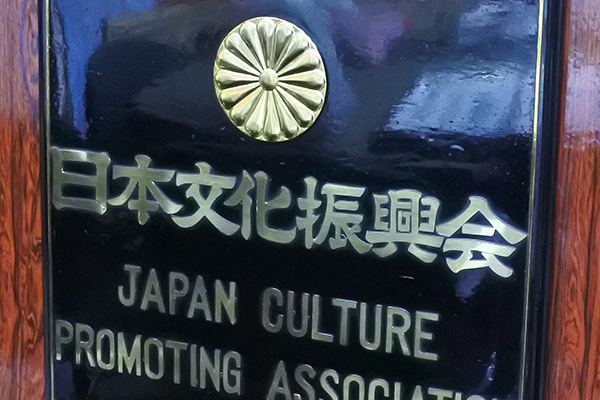 日本文化振興会
JAPAN CULTURE
PROMOTING ASSOCIATION